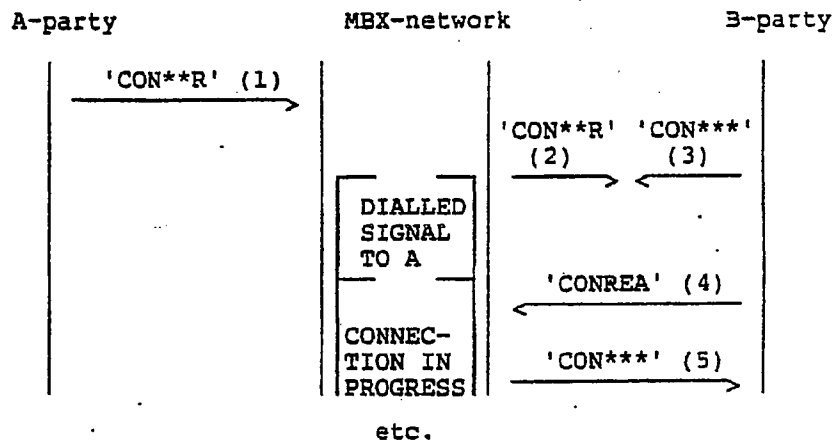 A-party MBX-network B-party
'CON**R' (1)
'CON**R' 'CON***'
(2) (3)
DIALLED
SIGNAL
TO A
'CONREA' (4)
CONNEC-
TION IN
PROGRESS
'CON***' (5)
etc.